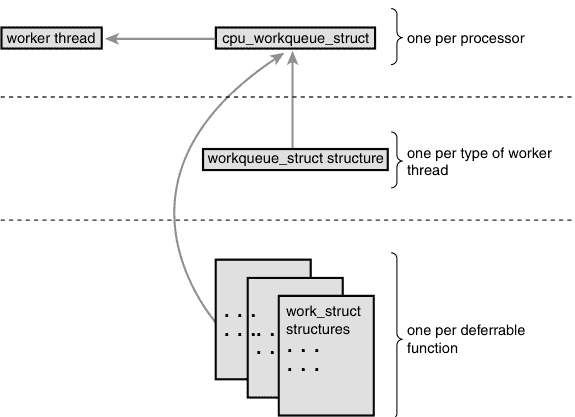 worker thread
cpu_workqueue_struct
one per processor
workqueue_struct structure
one per type of worker
thread
work_struct
structures
. . .
. . .
. . .
. . .
. . .
. . .
one per deferrable
function